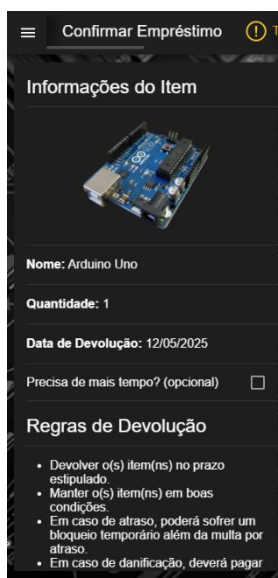 Confirmar Empréstimo
Informações do Item
Nome: Arduino Uno
Quantidade: 1
Data de Devolução: 12/05/2025
Precisa de mais tempo? (opcional)
Regras de Devolução
• Devolver o(s) item(ns) no prazo
estipulado.
• Manter o(s) item(ns) em boas
condições.
• Em caso de atraso, poderá sofrer um
bloqueio temporário além da multa por
atraso.
• Em caso de danificação, deverá pagar